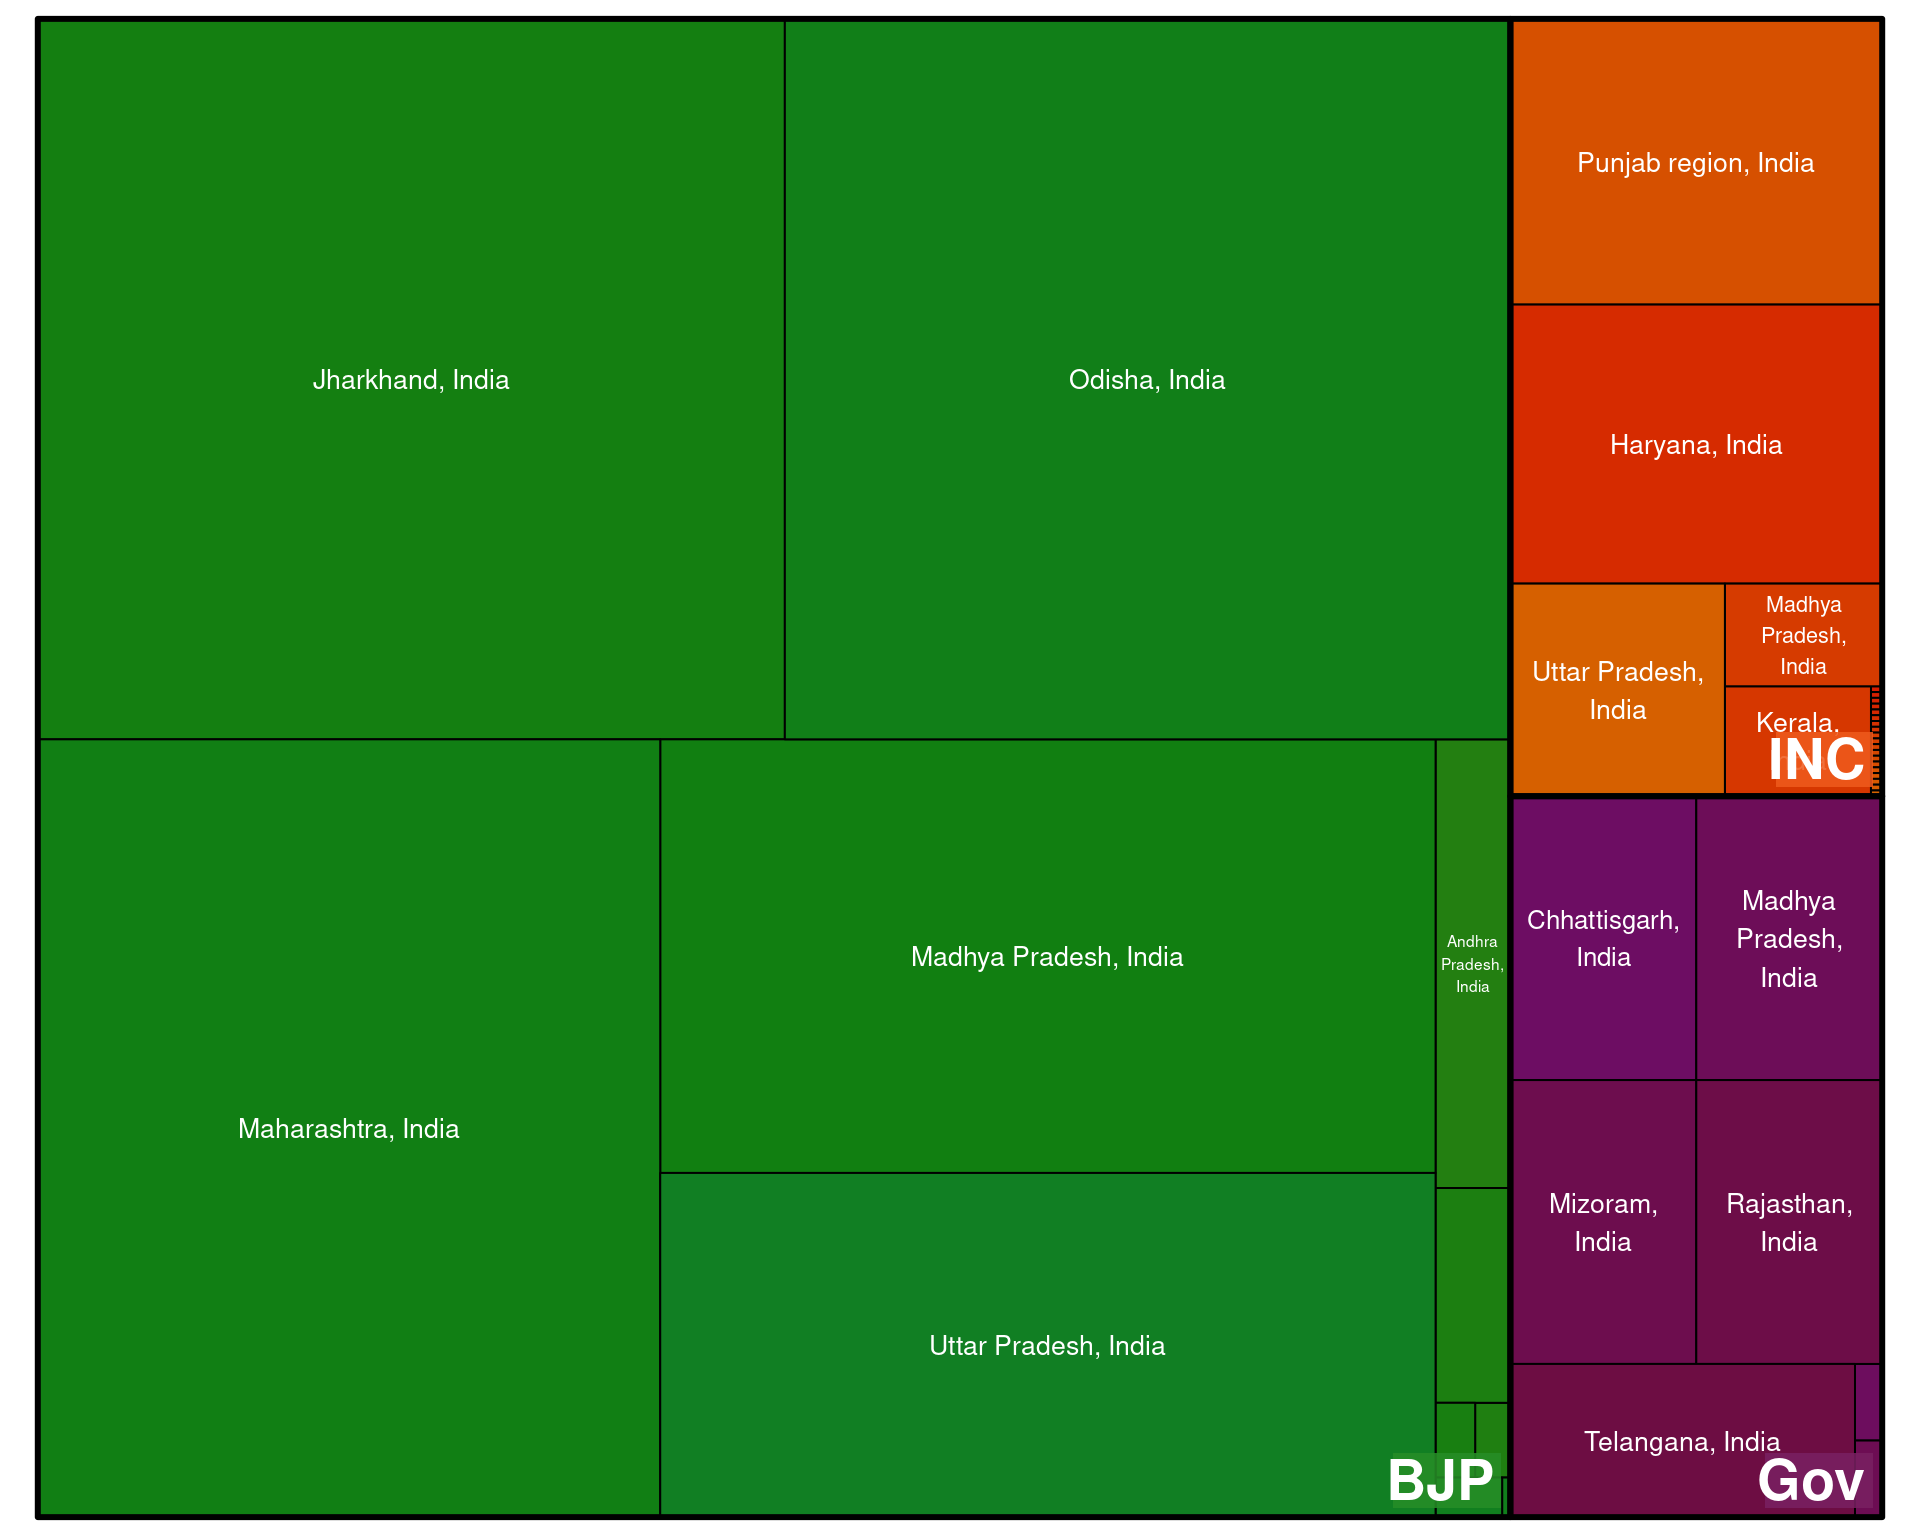 Jharkhand, India
Odisha, India
Maharashtra, India
Madhya Pradesh, India
Andhra
Pradesh,
India
Uttar Pradesh, India
BJP
Punjab region, India
Haryana, India
Uttar Pradesh,
India
Madhya
Pradesh,
India
Kerala,
INC
Chhattisgarh,
India
Madhya
Pradesh,
India
Mizoram,
India
Rajasthan,
India
Telangana, India
Gov